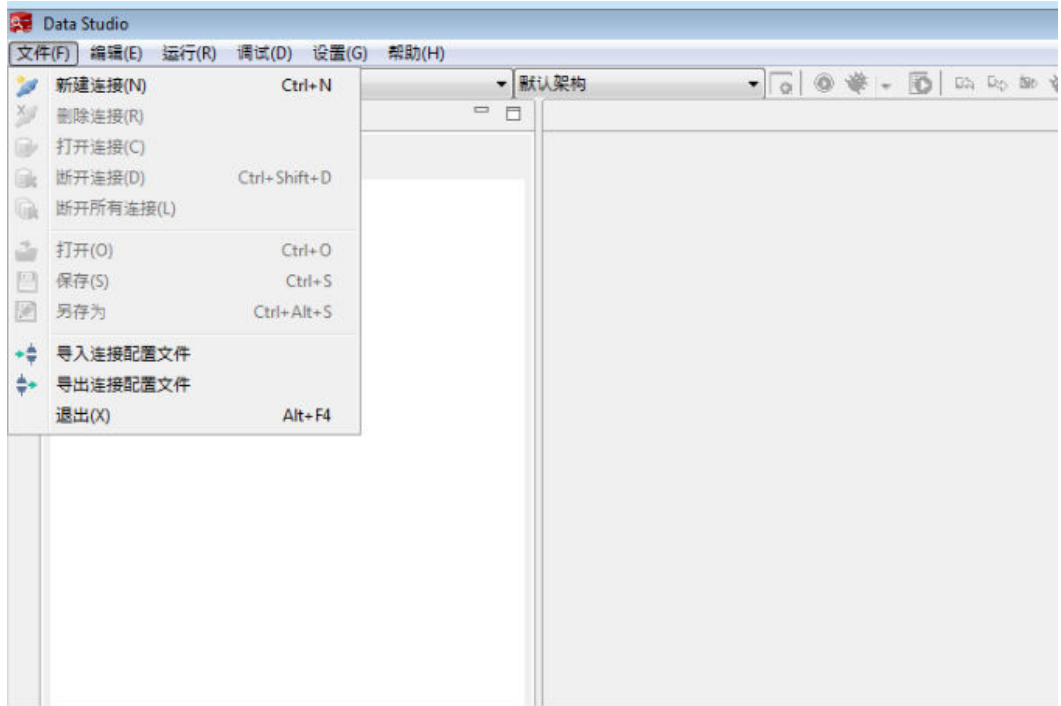 Data Studio
文件(F) 编辑(E) 运行(R) 调试(D) 设置(G) 帮助(H)
新建连接(N) Ctrl+N
默认架构
删除连接(R)
打开连接(C)
断开连接(D) Ctrl+Shift+D
断开所有连接(L)
打开(O) Ctrl+O
保存(S) Ctrl+S
另存为 Ctrl+Alt+S
导入连接配置文件
导出连接配置文件
退出(X) Alt+F4